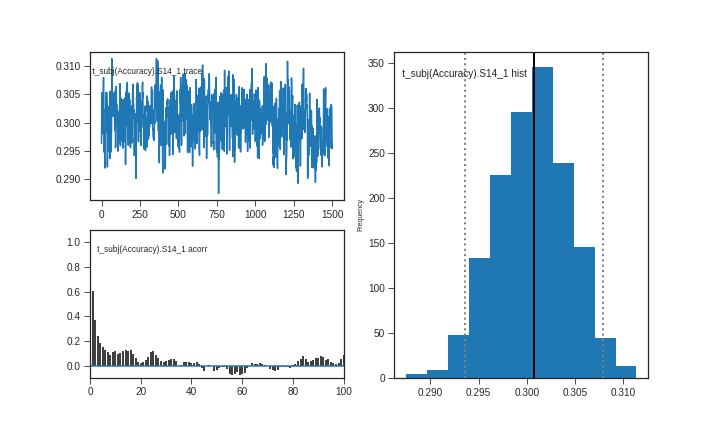 t_subj(Accuracy).S14_1 trace
0.310
0.305
0.300
0.295
0.290
0 250 500 750 1000 1250 1500
t_subj(Accuracy).S14_1 acorr
1.0
0.8
0.6
0.4
0.2
0.0
0 20 40 60 80 100
t_subj(Accuracy).S14_1 hist
Frequency
350
300
250
200
150
100
50
0
0.290 0.295 0.300 0.305 0.310